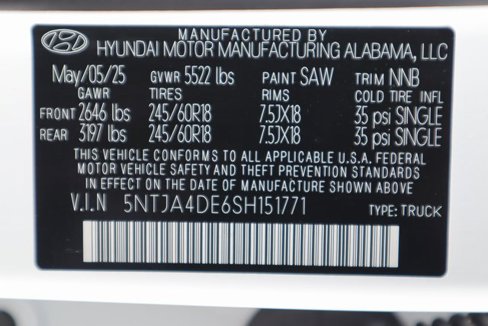 MANUFACTURED BY
HYUNDAI MOTOR MANUFACTURING ALABAMA, LLC
May/05/25 GVWR 5522 lbs PAINT SAW TRIM NNB
GAWR TIRES RIMS COLD TIRE INFL
FRONT 2646 lbs 245/60R18 7.5JX18 35 psi SINGLE
REAR 3197 lbs 245/60R18 7.5JX18 35 psi SINGLE
THIS VEHICLE CONFORMS TO ALL APPLICABLE U.S.A. FEDERAL
MOTOR VEHICLE SAFETY AND THEFT PREVENTION STANDARDS
IN EFFECT ON THE DATE OF MANUFACTURE SHOWN ABOVE.
V.I.N 5NTJA4DE6SH151771 TYPE: TRUCK